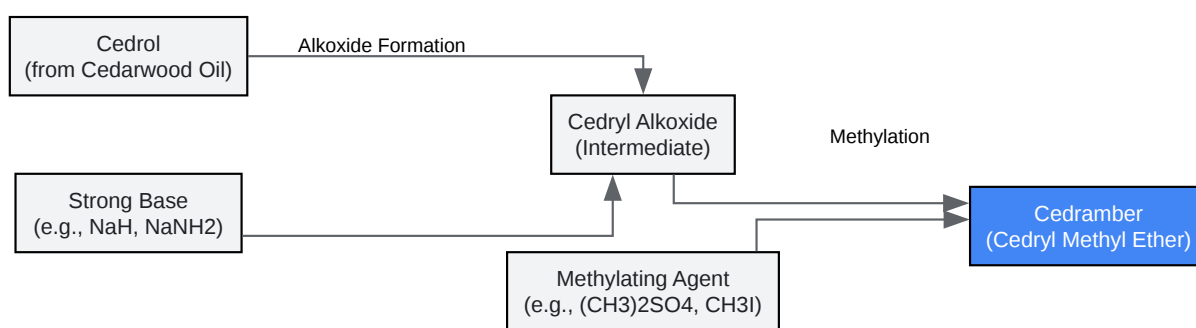 Cedrol
(from Cedarwood Oil)
Alkoxide Formation
Cedryl Alkoxide
(Intermediate)
Methylation
Strong Base
(e.g., NaH, NaNH2)
Cedramber
(Cedryl Methyl Ether)
Methylating Agent
(e.g., (CH3)2SO4, CH3I)